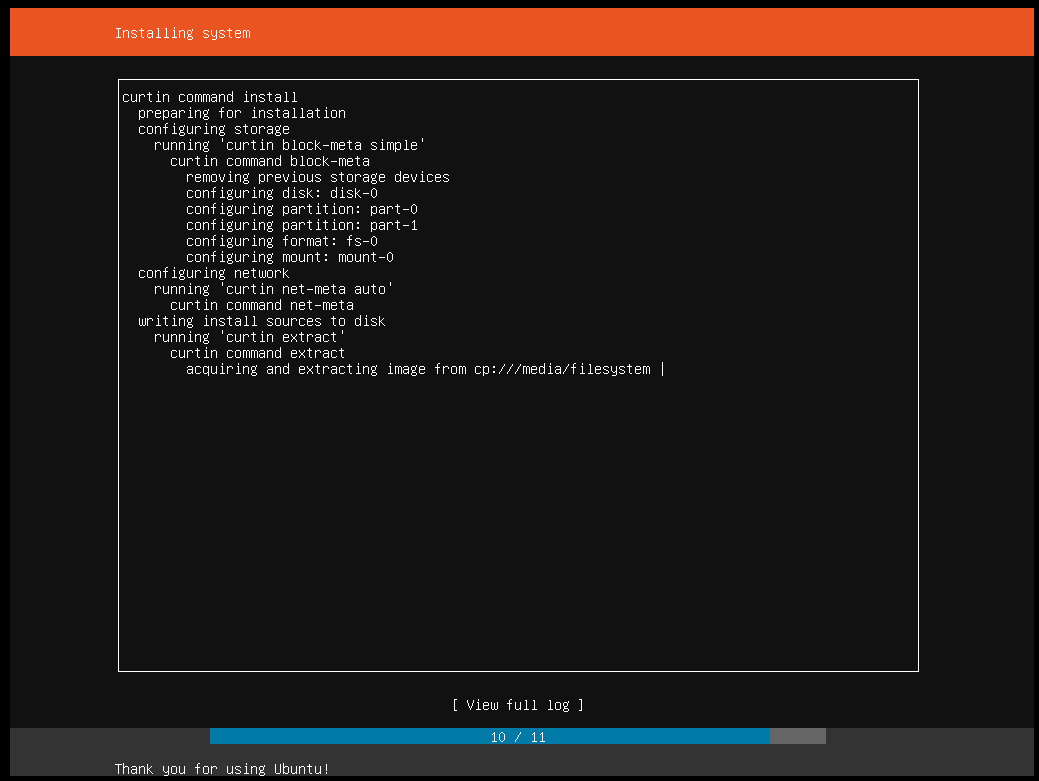 Installing system
curtin command install
preparing for installation
configuring storage
running 'curtin block-meta simple'
curtin command block-meta
removing previous storage devices
configuring disk: disk-0
configuring partition: part-0
configuring partition: part-1
configuring format: fs-0
configuring mount: mount-0
configuring network
running 'curtin net-meta auto'
curtin command net-meta
writing install sources to disk
running 'curtin extract'
curtin command extract
acquiring and extracting image from cp:///media/filesystem |
[ View full log ]
10 / 11
Thank you for using Ubuntu!